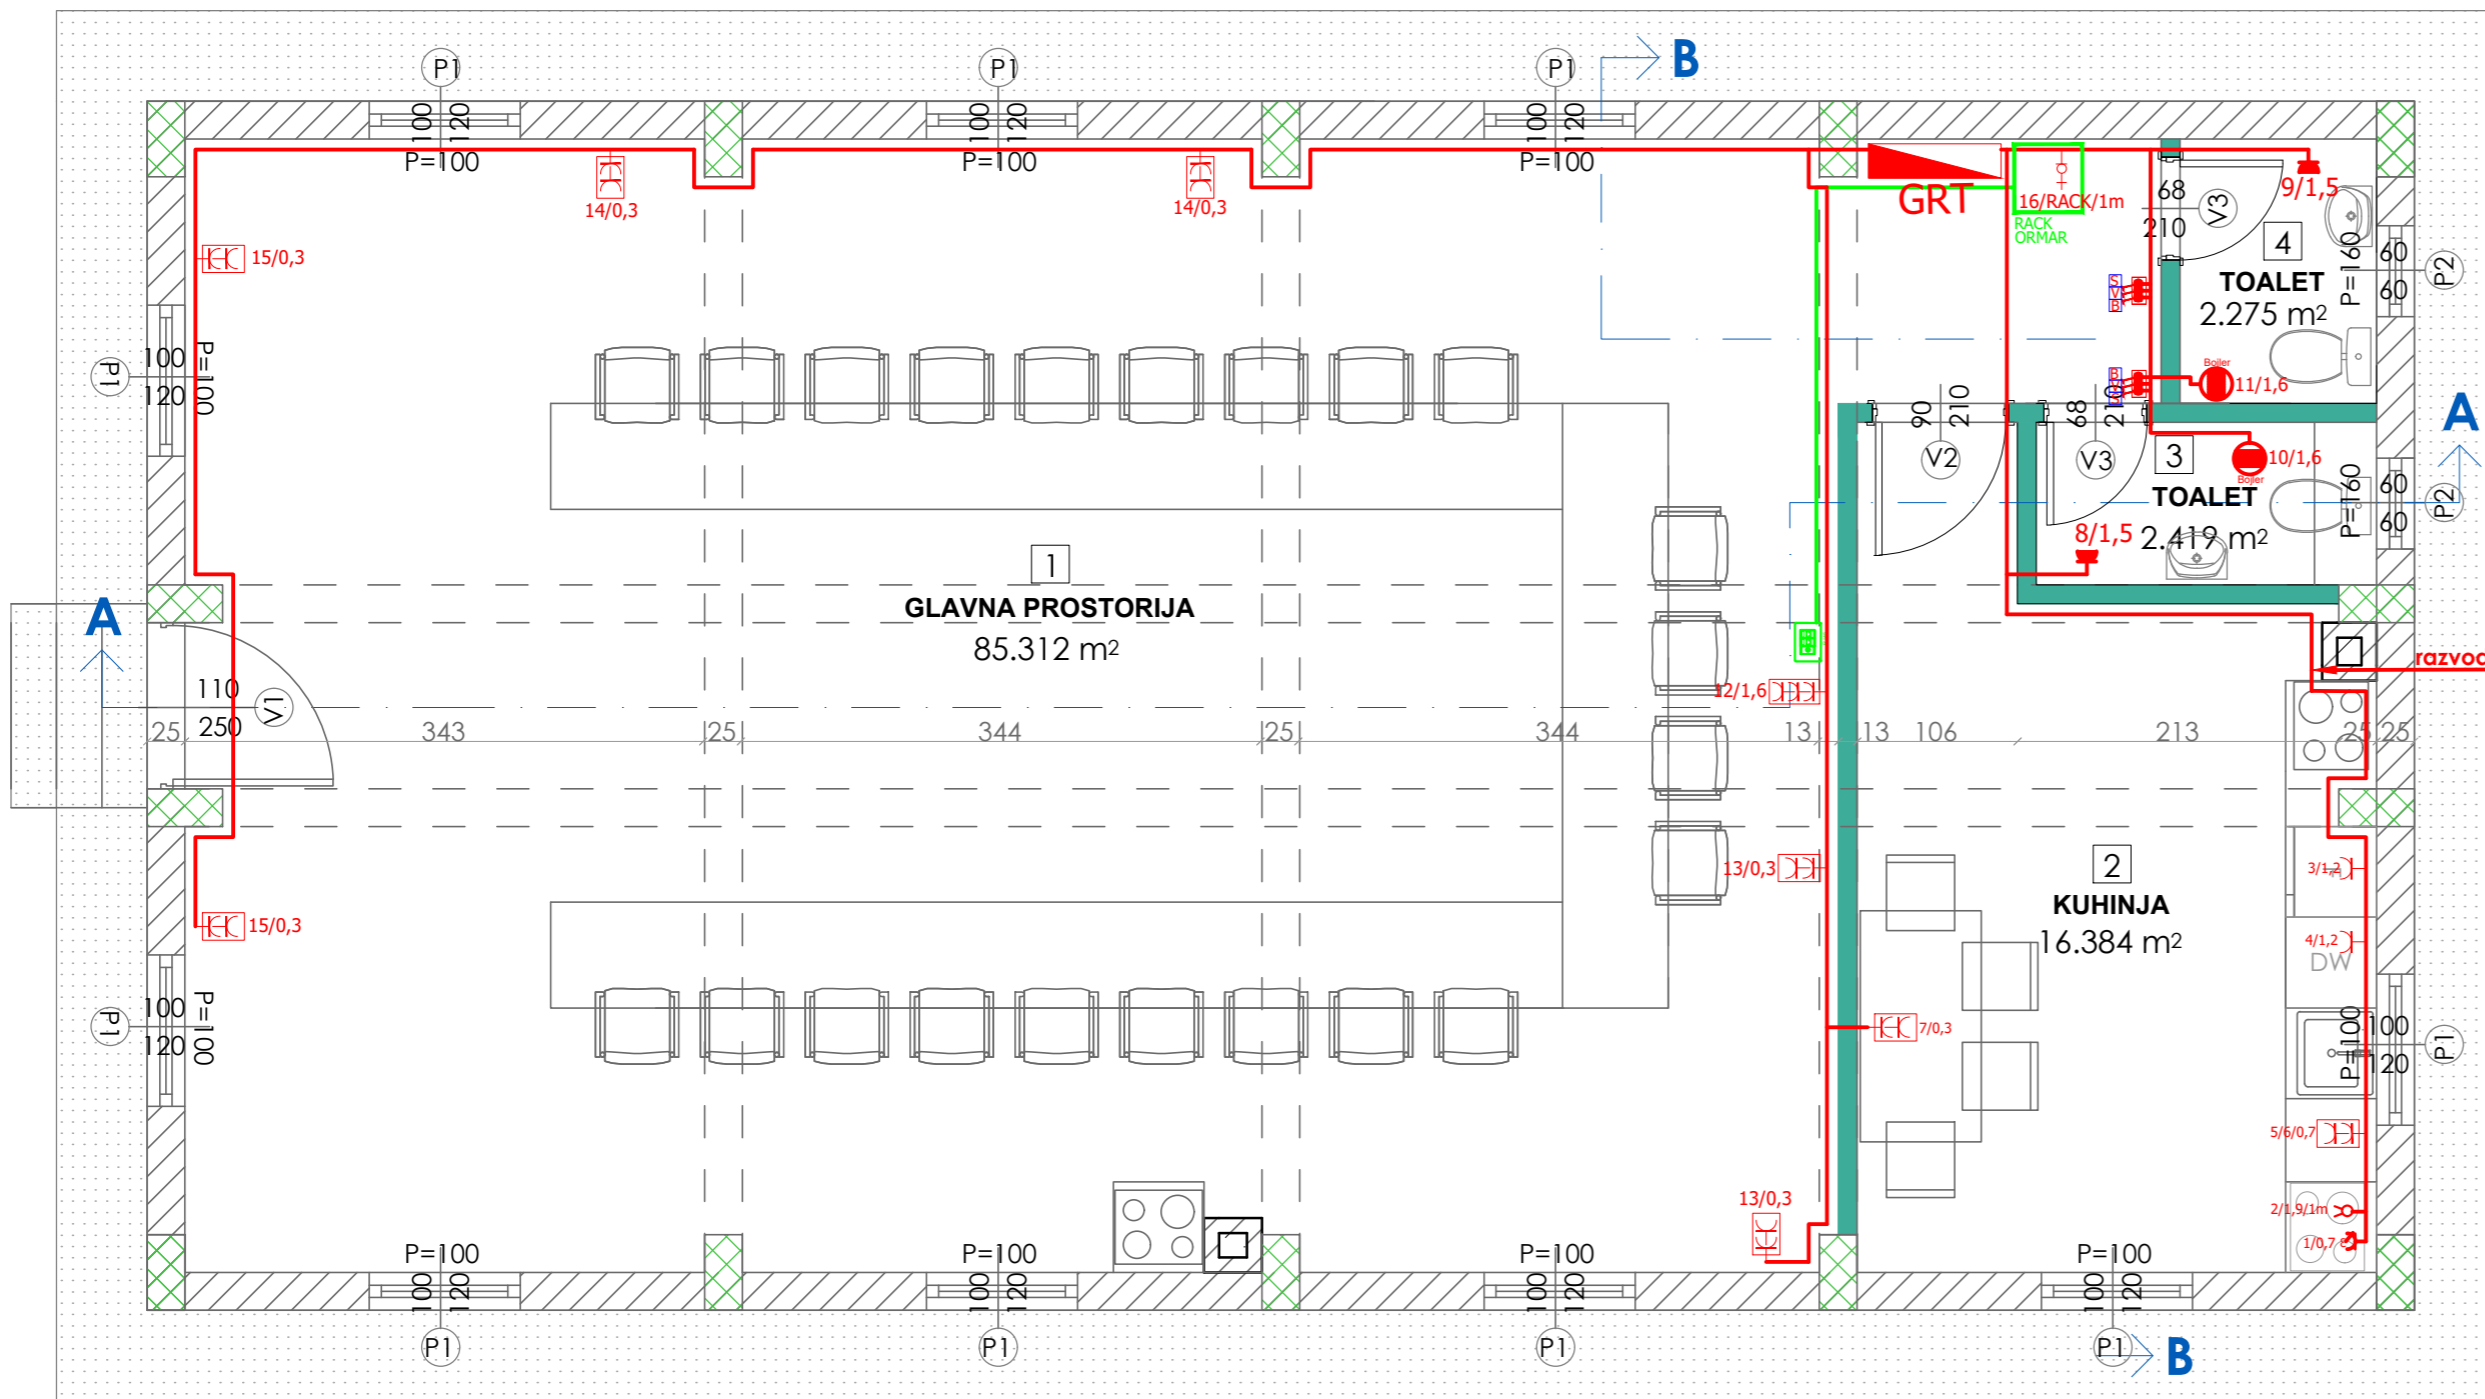 P1
P1
P1
B
100
120
P=100
100
120
P=100
100
120
P=100
14/0,3
14/0,3
15/0,3
GRT
16/RACK/1m
RACK
ORMAR
9/1,5
68
210
V3
4
TOALET
2.275 m²
P=160
60
60
P2
S
V
B
B
V
S
Bojler
11/1,6
P1
100
120
P=100
90
210
V2
68
210
V3
3
10/1,6
Bojler
TOALET
2.419 m²
8/1,5
P=160
60
60
P2
A
A
1
GLAVNA PROSTORIJA
85.312 m²
110
250
V1
12/1,6
25
343
25
344
25
344
13
13
106
213
25
25
13/0,3
2
KUHINJA
16.384 m²
3/1,2
4/1,2
DW
15/0,3
P1
100
120
P=100
7/0,3
P=100
100
120
P1
5/6/0,7
13/0,3
2/1,9/1m
1/0,7
P=100
100
120
P=100
100
120
P=100
100
120
P=100
100
120
P1
P1
P1
P1
B